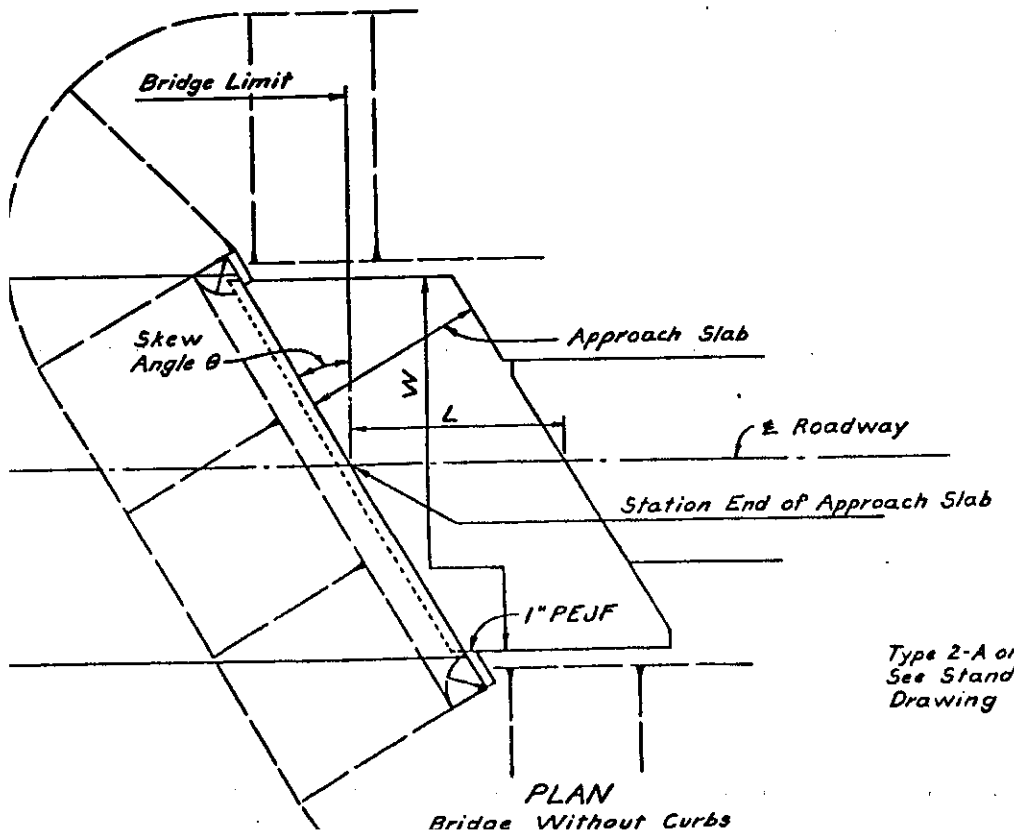 Bridge Limit
Skew
Angle θ
Approach Slab
W
L
℄ Roadway
Station End of Approach Slab
1" PEJF
Type 2-A or
See Stand
Drawing
PLAN
Bridge Without Curbs